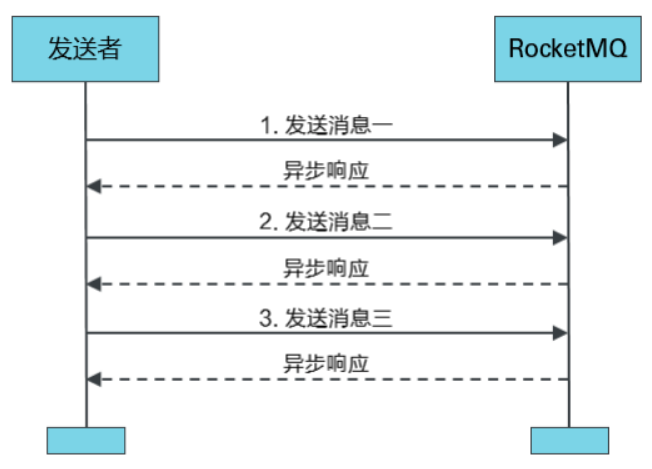 发送者
RocketMQ
1. 发送消息一
异步响应
2. 发送消息二
异步响应
3. 发送消息三
异步响应